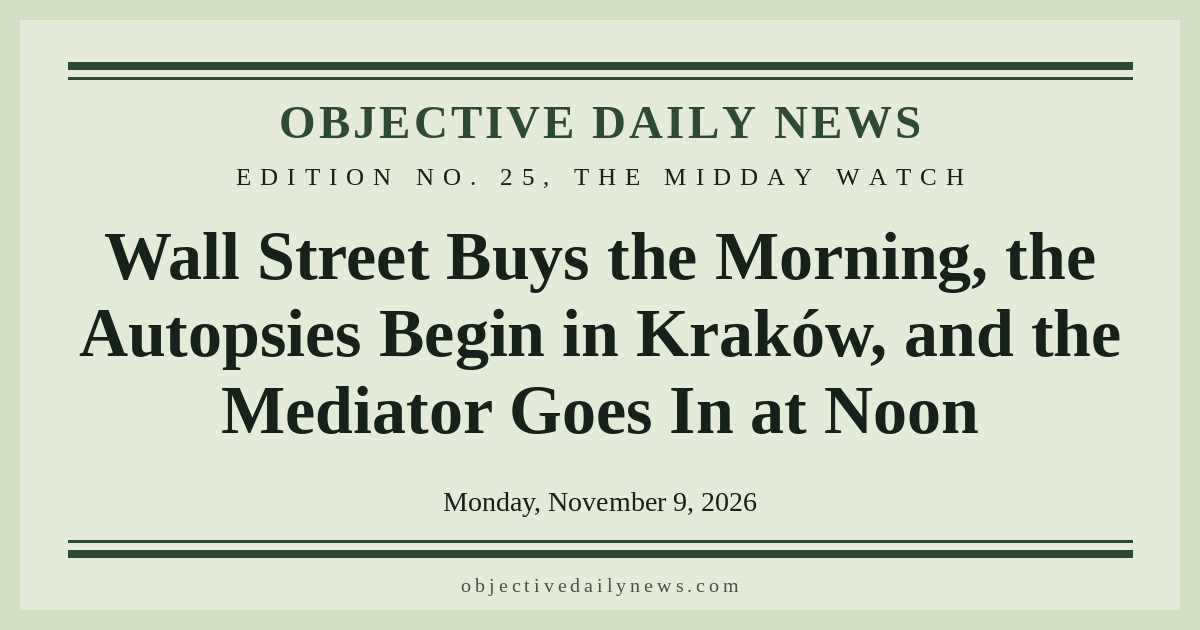 OBJECTIVE DAILY NEWS
EDITION NO. 25, THE MIDDAY WATCH
Wall Street Buys the Morning, the
Autopsies Begin in Kraków, and the
Mediator Goes In at Noon
Monday, November 9, 2026
objectivedailynews.com